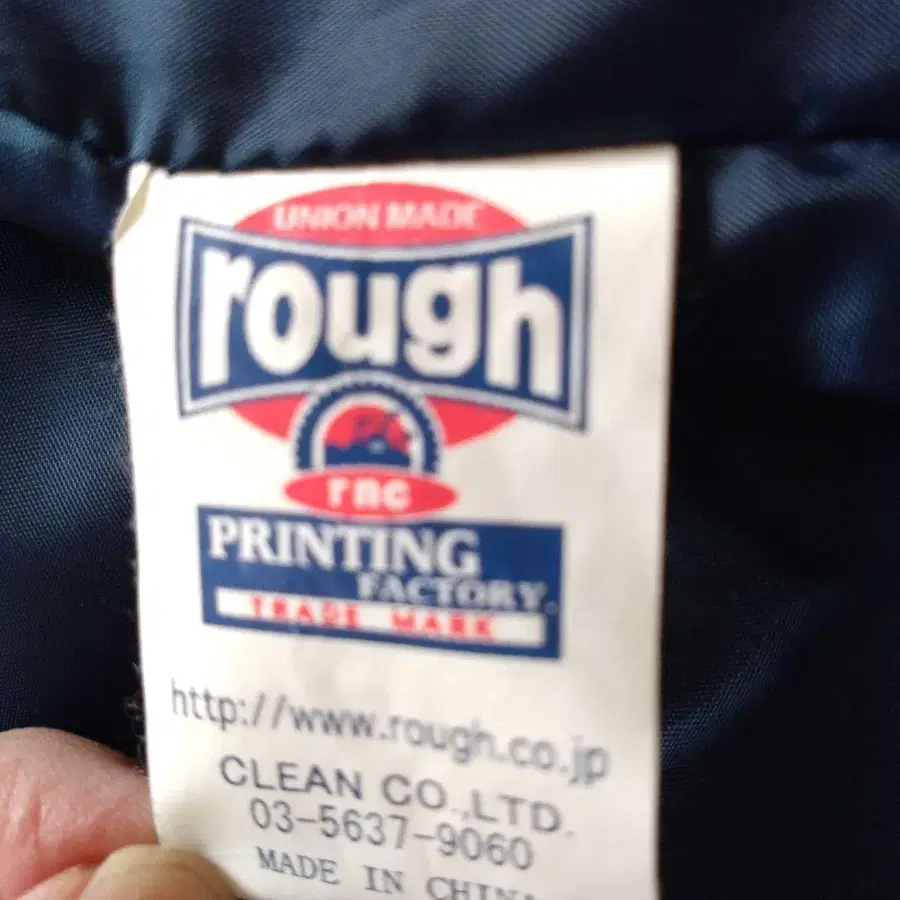 UNION MADE
rough
rnc
PRINTING
FACTORY.
TRADE MARK
http://www.rough.co.jp
CLEAN CO.,LTD.
03-5637-9060
MADE IN CHINA